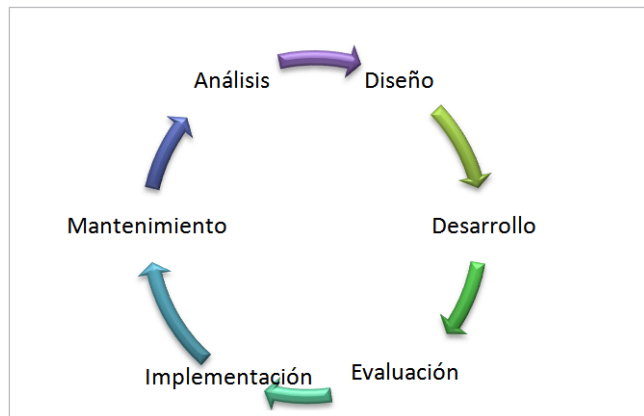 Análisis
Diseño
Desarrollo
Evaluación
Implementación
Mantenimiento